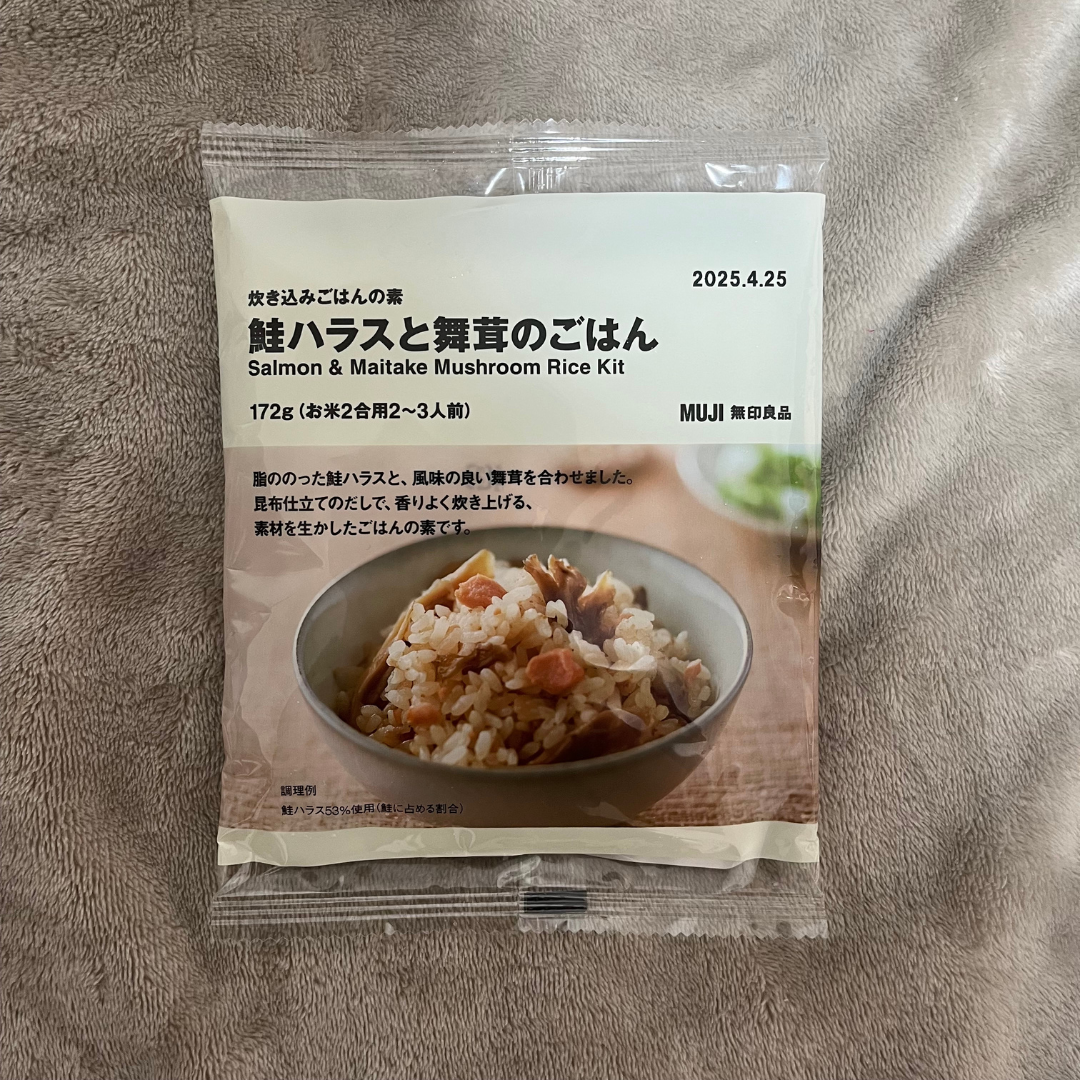 2025.4.25
炊き込みごはんの素
鮭ハラスと舞茸のごはん
Salmon & Maitake Mushroom Rice Kit
172g（お米2合用2〜3人前）
MUJI 無印良品
脂ののった鮭ハラスと、風味の良い舞茸を合わせました。
昆布仕立てのだしで、香りよく炊き上げる、
素材を生かしたごはんの素です。
調理例
鮭ハラス53%使用（鮭に占める割合）